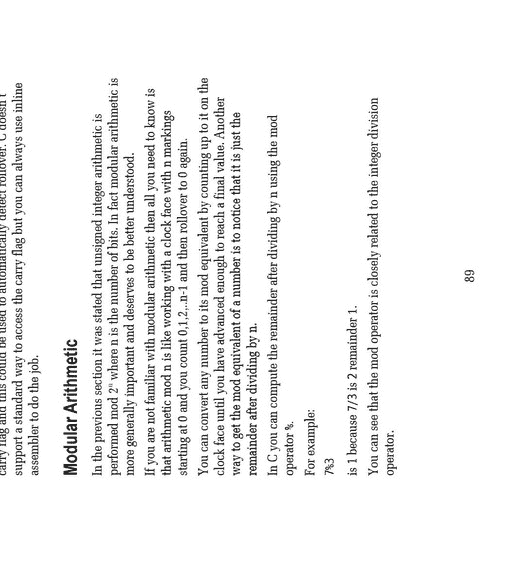 carry flag and this could be used to automatically detect rollover. C doesn't
support a standard way to access the carry flag but you can always use inline
assembler to do the job.
Modular Arithmetic
In the previous section it was stated that unsigned integer arithmetic is
performed mod 2ⁿ where n is the number of bits. In fact modular arithmetic is
more generally important and deserves to be better understood.
If you are not familiar with modular arithmetic then all you need to know is
that arithmetic mod n is like working with a clock face with n markings
starting at 0 and you count 0,1,2...n-1 and then rollover to 0 again.
You can convert any number to its mod equivalent by counting up to it on the
clock face until you have advanced enough to reach a final value. Another
way to get the mod equivalent of a number is to notice that it is just the
remainder after dividing by n.
In C you can compute the remainder after dividing by n using the mod
operator %.
For example:
7%3
is 1 because 7/3 is 2 remainder 1.
You can see that the mod operator is closely related to the integer division
operator.
89